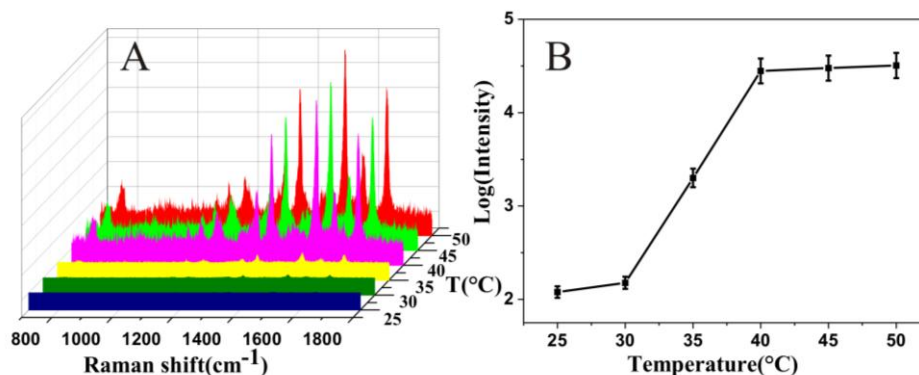 A
50
45
40
35
30
25
T(°C)
800 1000 1200 1400 1600 1800
Raman shift(cm-1)
B
5
4
3
2
Log(Intensity)
25 30 35 40 45 50
Temperature(°C)